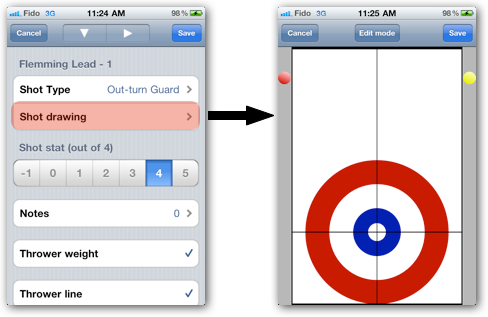 Fido 3G 11:24 AM 98%
Cancel Save
Flemming Lead - 1
Shot Type Out-turn Guard
Shot drawing
Shot stat (out of 4)
-1 0 1 2 3 4 5
Notes 0
Thrower weight
Thrower line
Fido 3G 11:25 AM 98%
Cancel Edit mode Save